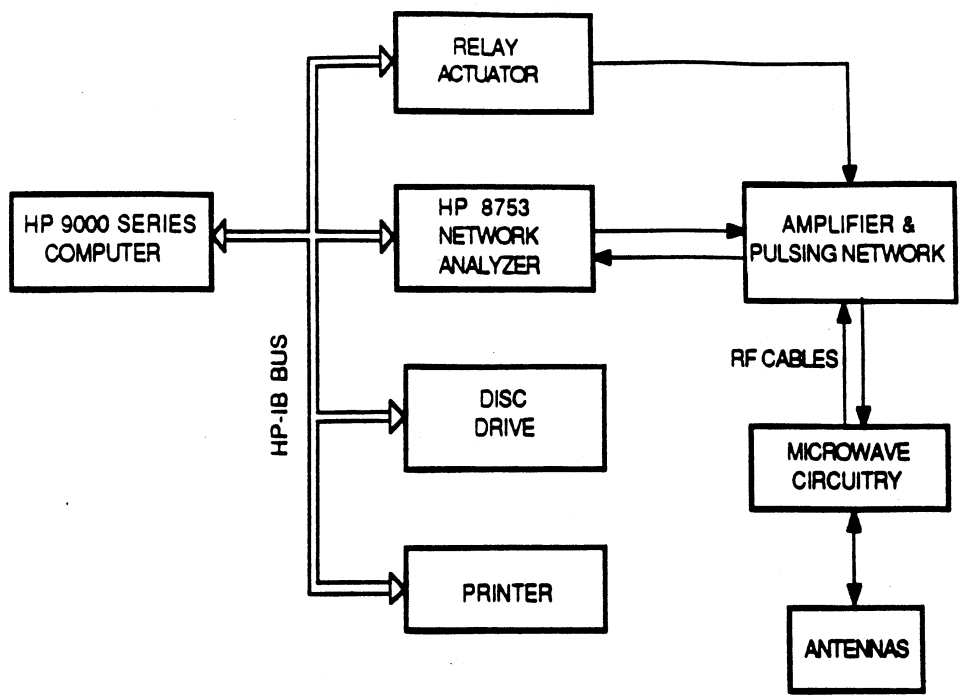 RELAY
ACTUATOR
HP 9000 SERIES
COMPUTER
HP 8753
NETWORK
ANALYZER
AMPLIFIER &
PULSING NETWORK
HP-IB BUS
RF CABLES
DISC
DRIVE
MICROWAVE
CIRCUITRY
PRINTER
ANTENNAS